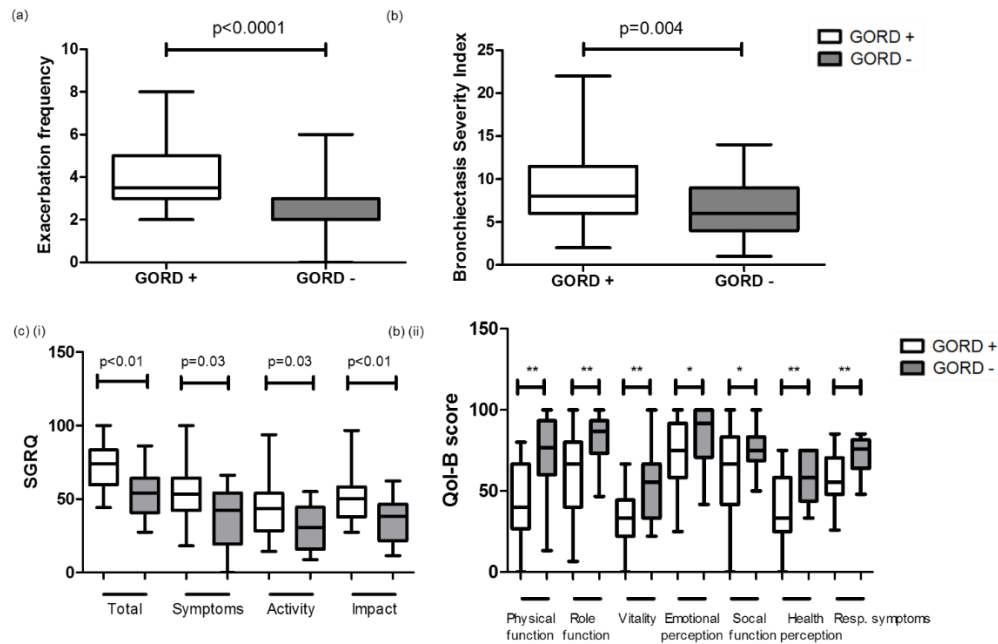 (a)
p<0.0001
Exacerbation frequency
10
8
6
4
2
0
GORD +
GORD -
(b)
p=0.004
GORD +
GORD -
Bronchiectasis Severity Index
25
20
15
10
5
0
GORD +
GORD -
(c) (i)
SGRQ
150
100
50
0
p<0.01
p=0.03
p=0.03
p<0.01
Total
Symptoms
Activity
Impact
(b) (ii)
Qol-B score
150
100
50
0
**
**
**
*
*
**
**
GORD +
GORD -
Physical
function
Role
function
Vitality
Emotional
perception
Socal
function
Health
perception
Resp. symptoms